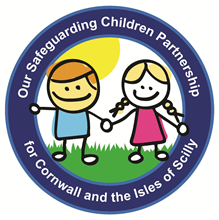 Our Safeguarding Children Partnership
for Cornwall and the Isles of Scilly